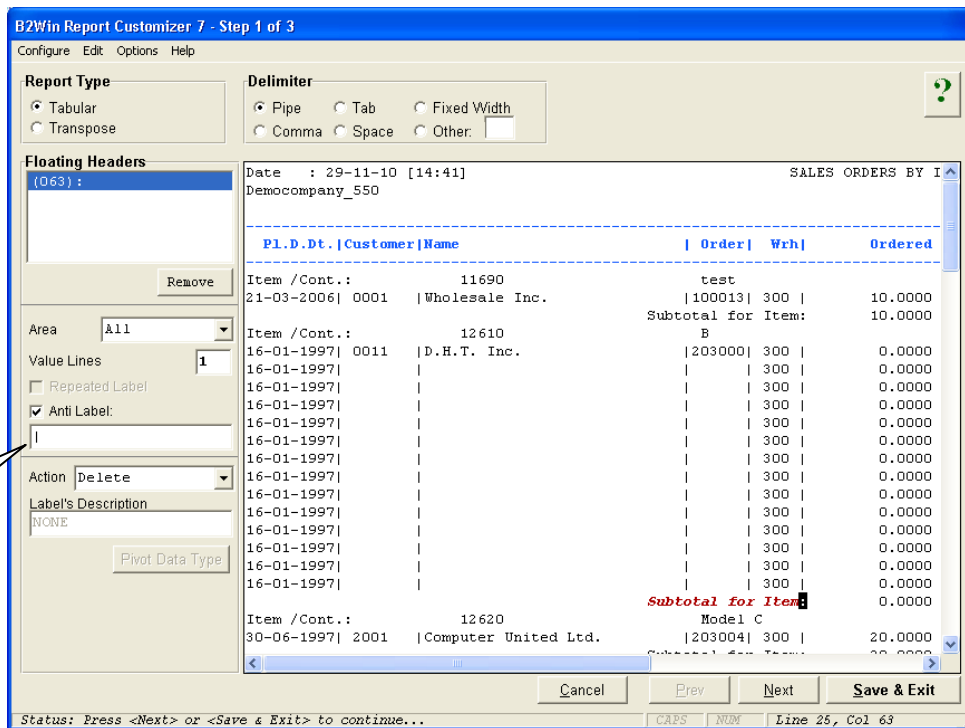 B2Win Report Customizer 7 - Step 1 of 3
Configure Edit Options Help
Report Type
Tabular
Transpose
Delimiter
Pipe Tab Fixed Width
Comma Space Other:
?
Floating Headers
(063) :
Remove
Area All
Value Lines 1
Repeated Label
Anti Label:
|
Action Delete
Label's Description
NONE
Pivot Data Type
Date : 29-11-10 [14:41] SALES ORDERS BY I
Democompany_550
Pl.D.Dt.|Customer|Name | Order| Wrh| Ordered
Item /Cont.: 11690 test
21-03-2006| 0001 |Wholesale Inc. |100013| 300 | 10.0000
Subtotal for Item: 10.0000
Item /Cont.: 12610 B
16-01-1997| 0011 |D.H.T. Inc. |203000| 300 | 0.0000
16-01-1997| | | | 300 | 0.0000
16-01-1997| | | | 300 | 0.0000
16-01-1997| | | | 300 | 0.0000
16-01-1997| | | | 300 | 0.0000
16-01-1997| | | | 300 | 0.0000
16-01-1997| | | | 300 | 0.0000
16-01-1997| | | | 300 | 0.0000
16-01-1997| | | | 300 | 0.0000
16-01-1997| | | | 300 | 0.0000
16-01-1997| | | | 300 | 0.0000
16-01-1997| | | | 300 | 0.0000
16-01-1997| | | | 300 | 0.0000
16-01-1997| | | | 300 | 0.0000
Subtotal for Item: 0.0000
Item /Cont.: 12620 Model C
30-06-1997| 2001 |Computer United Ltd. |203004| 300 | 20.0000
Subtotal for Item: 20.0000
Cancel Prev Next Save & Exit
Status: Press <Next> or <Save & Exit> to continue... CAPS NUM Line 25, Col 63